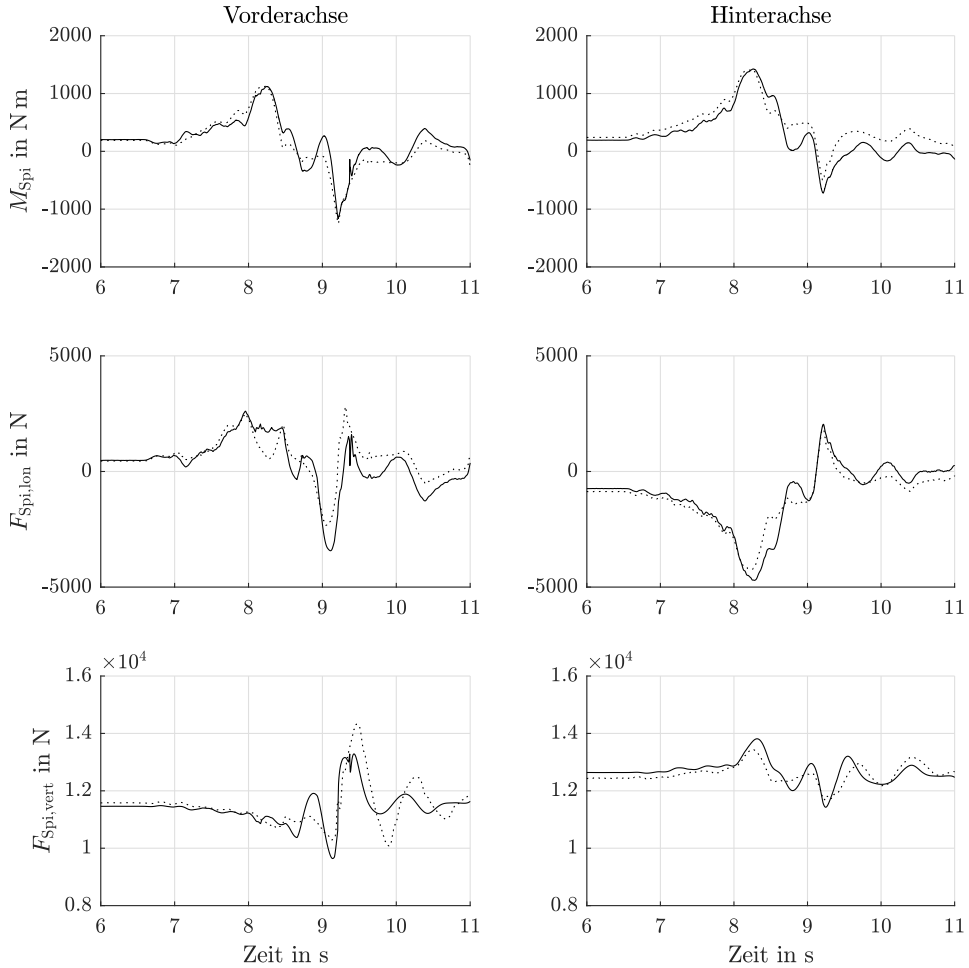 Vorderachse Hinterachse
2000 2000
1000 1000
0 0
-1000 -1000
-2000 -2000
M_Spi in N m
6 7 8 9 10 11 6 7 8 9 10 11
5000 5000
0 0
-5000 -5000
F_Spi,lon in N
6 7 8 9 10 11 6 7 8 9 10 11
×10^4 ×10^4
1.6 1.6
1.4 1.4
1.2 1.2
1 1
0.8 0.8
F_Spi,vert in N
6 7 8 9 10 11 6 7 8 9 10 11
Zeit in s Zeit in s